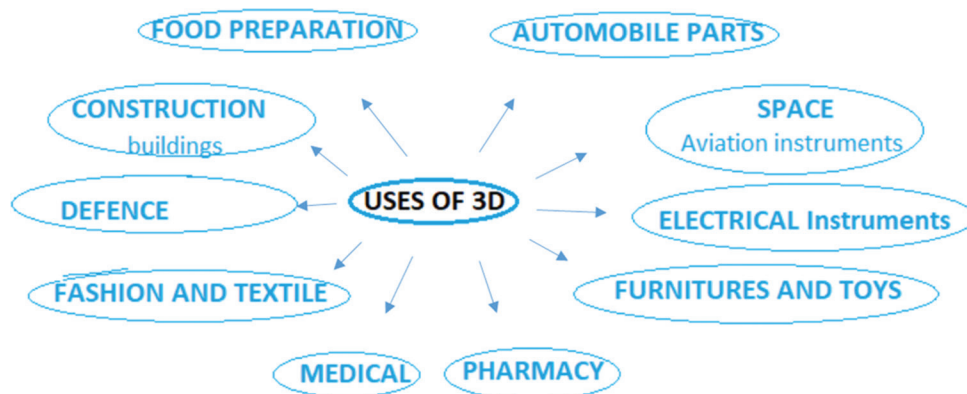 FOOD PREPARATION
AUTOMOBILE PARTS
CONSTRUCTION
buildings
SPACE
Aviation instruments
USES OF 3D
DEFENCE
ELECTRICAL Instruments
FASHION AND TEXTILE
FURNITURES AND TOYS
MEDICAL
PHARMACY